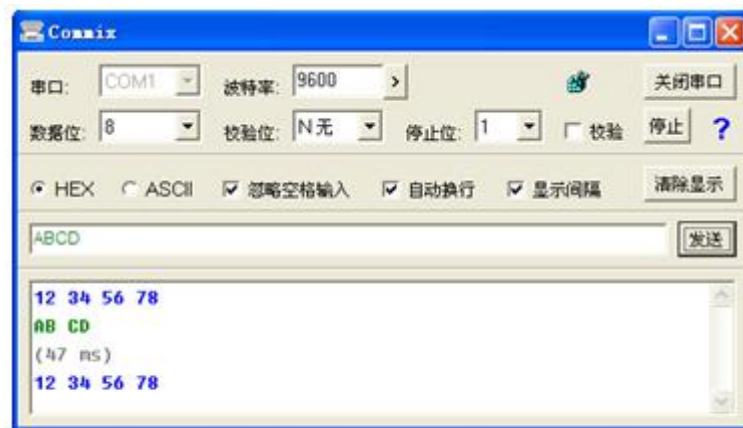 Commix
串口: COM1 波特率: 9600 > 关闭串口
数据位: 8 校验位: N 无 停止位: 1 校验 停止 ?
HEX ASCII 忽略空格输入 自动换行 显示间隔 清除显示
ABCD 发送
12 34 56 78
AB CD
(47 ms)
12 34 56 78